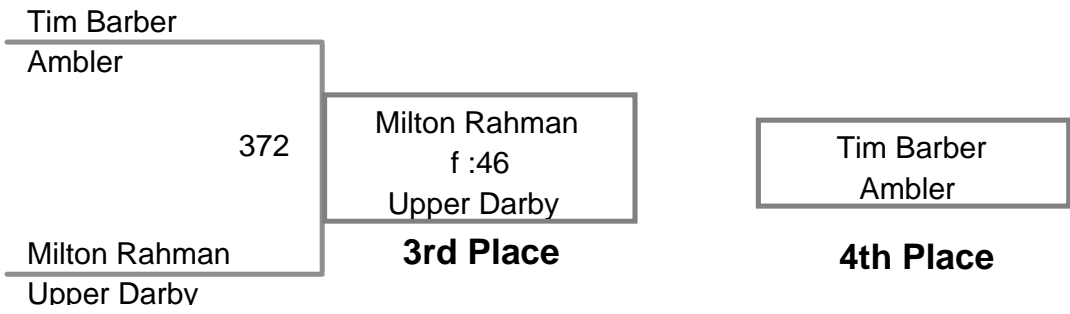 Tim Barber
Ambler
372
Milton Rahman
f :46
Upper Darby
3rd Place
Tim Barber
Ambler
4th Place
Milton Rahman
Upper Darby